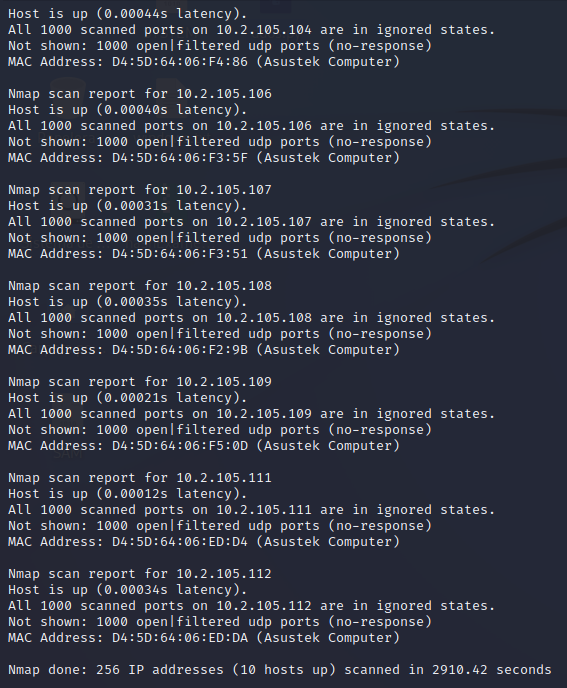 Host is up (0.00044s latency).
All 1000 scanned ports on 10.2.105.104 are in ignored states.
Not shown: 1000 open|filtered udp ports (no-response)
MAC Address: D4:5D:64:06:F4:86 (Asustek Computer)

Nmap scan report for 10.2.105.106
Host is up (0.00040s latency).
All 1000 scanned ports on 10.2.105.106 are in ignored states.
Not shown: 1000 open|filtered udp ports (no-response)
MAC Address: D4:5D:64:06:F3:5F (Asustek Computer)

Nmap scan report for 10.2.105.107
Host is up (0.00031s latency).
All 1000 scanned ports on 10.2.105.107 are in ignored states.
Not shown: 1000 open|filtered udp ports (no-response)
MAC Address: D4:5D:64:06:F3:51 (Asustek Computer)

Nmap scan report for 10.2.105.108
Host is up (0.00035s latency).
All 1000 scanned ports on 10.2.105.108 are in ignored states.
Not shown: 1000 open|filtered udp ports (no-response)
MAC Address: D4:5D:64:06:F2:9B (Asustek Computer)

Nmap scan report for 10.2.105.109
Host is up (0.00021s latency).
All 1000 scanned ports on 10.2.105.109 are in ignored states.
Not shown: 1000 open|filtered udp ports (no-response)
MAC Address: D4:5D:64:06:F5:0D (Asustek Computer)

Nmap scan report for 10.2.105.111
Host is up (0.00012s latency).
All 1000 scanned ports on 10.2.105.111 are in ignored states.
Not shown: 1000 open|filtered udp ports (no-response)
MAC Address: D4:5D:64:06:ED:D4 (Asustek Computer)

Nmap scan report for 10.2.105.112
Host is up (0.00034s latency).
All 1000 scanned ports on 10.2.105.112 are in ignored states.
Not shown: 1000 open|filtered udp ports (no-response)
MAC Address: D4:5D:64:06:ED:DA (Asustek Computer)

Nmap done: 256 IP addresses (10 hosts up) scanned in 2910.42 seconds